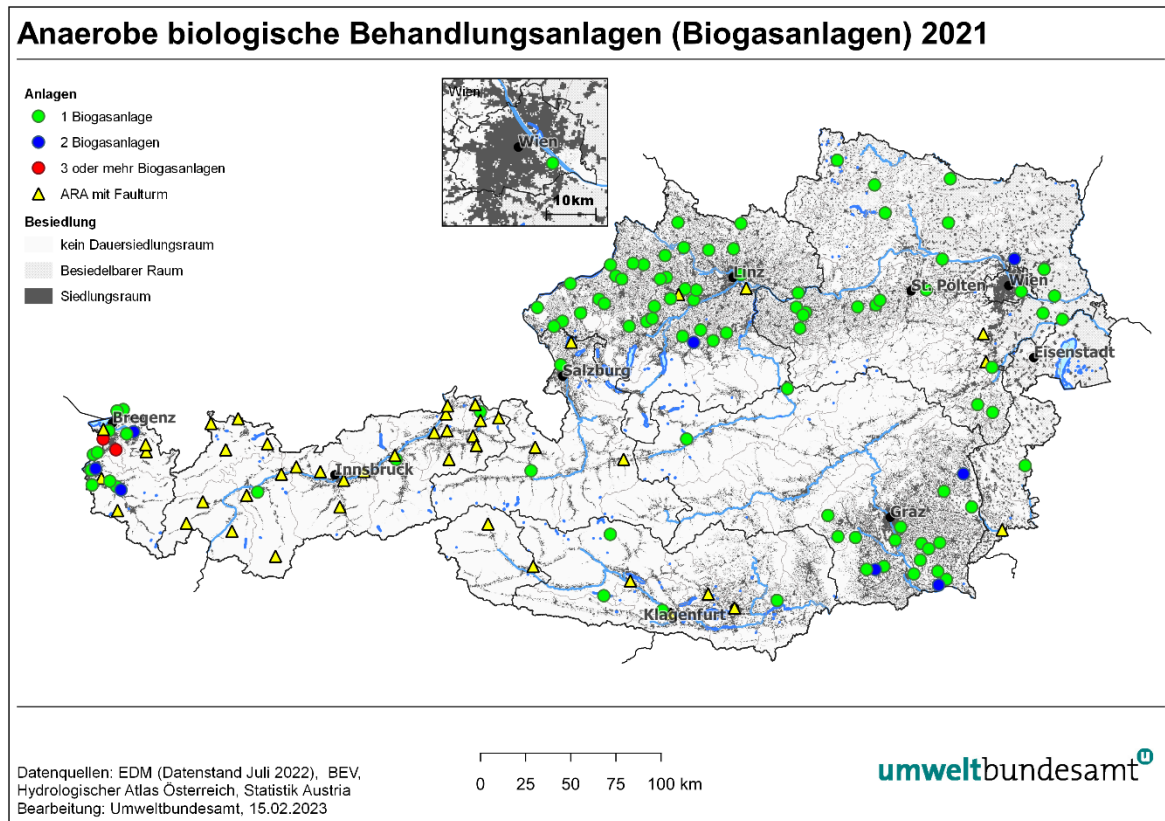 Anaerobe biologische Behandlungsanlagen (Biogasanlagen) 2021
Anlagen
1 Biogasanlage
2 Biogasanlagen
3 oder mehr Biogasanlagen
ARA mit Faulturm
Besiedlung
kein Dauersiedlungsraum
Besiedelbarer Raum
Siedlungsraum
Wien
Wien
10km
Linz
St. Pölten
Wien
Eisenstadt
Salzburg
Bregenz
Innsbruck
Graz
Klagenfurt
Datenquellen: EDM (Datenstand Juli 2022), BEV,
Hydrologischer Atlas Österreich, Statistik Austria
Bearbeitung: Umweltbundesamt, 15.02.2023
0 25 50 75 100 km
umweltbundesamt u